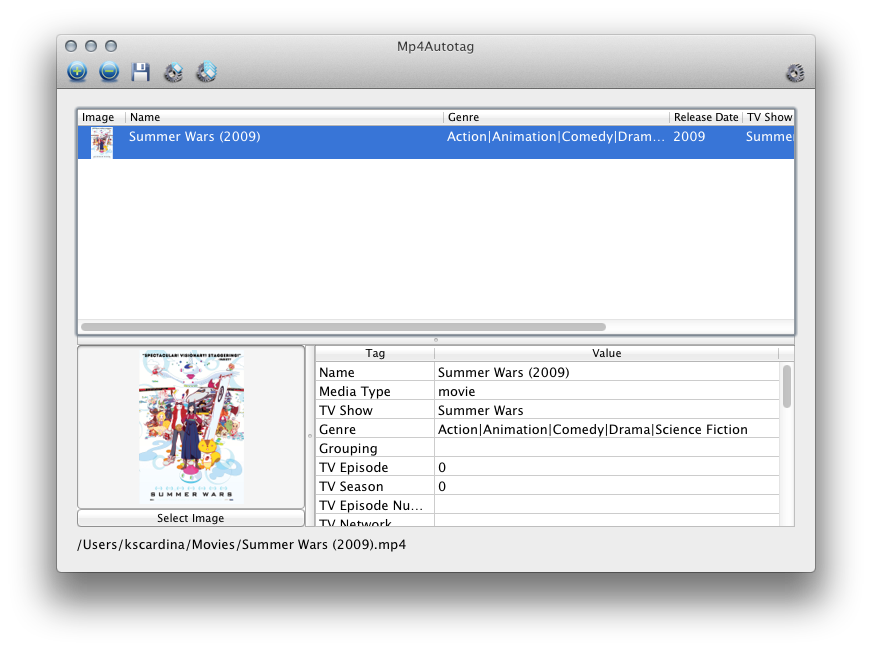 Mp4Autotag
Image Name Genre Release Date TV Show
Summer Wars (2009) Action|Animation|Comedy|Dram... 2009 Summe
Tag Value
"SPECTACULAR! VISIONARY! STAGGERING!"
Name Summer Wars (2009)
Media Type movie
TV Show Summer Wars
Genre Action|Animation|Comedy|Drama|Science Fiction
Grouping
TV Episode 0
TV Season 0
SUMMER WARS
TV Episode Nu...
TV Network
Select Image
/Users/kscardina/Movies/Summer Wars (2009).mp4